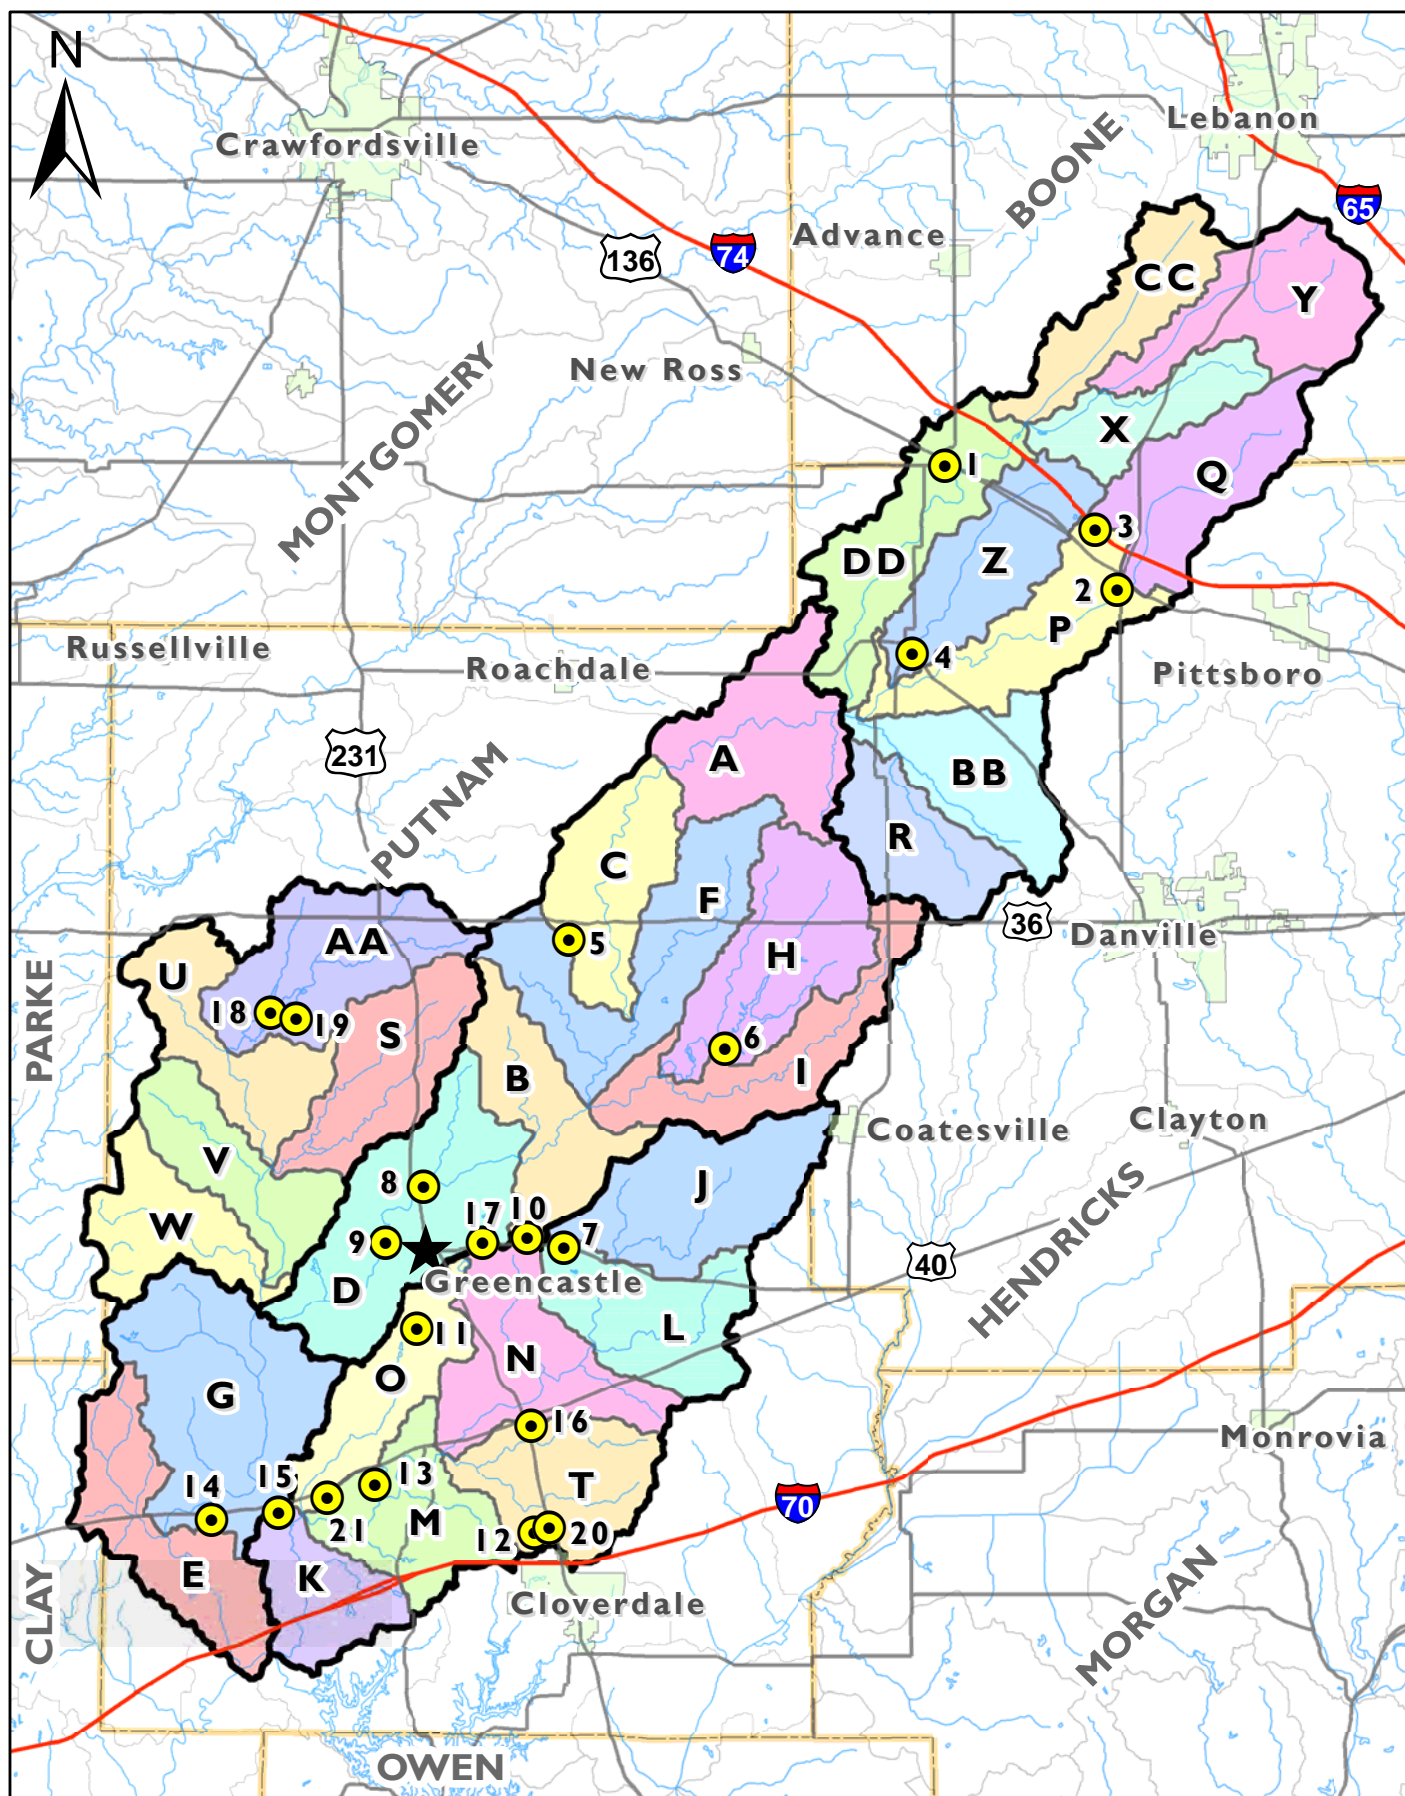 N
Crawfordsville
Lebanon
BOONE
65
Advance
136
74
CC
Y
New Ross
MONTGOMERY
X
1
Q
3
DD
Z
2
P
Russellville
Roachdale
4
Pittsboro
231
A
BB
PUTNAM
R
C
F
36
Danville
AA
5
H
U
PARKE
18
19
S
6
I
B
Coatesville
Clayton
V
8
J
W
17
10
7
9
HENDRICKS
40
Greencastle
D
11
L
N
O
G
16
Monrovia
15
13
14
T
70
21
M
12
20
E
K
CLAY
Cloverdale
MORGAN
OWEN